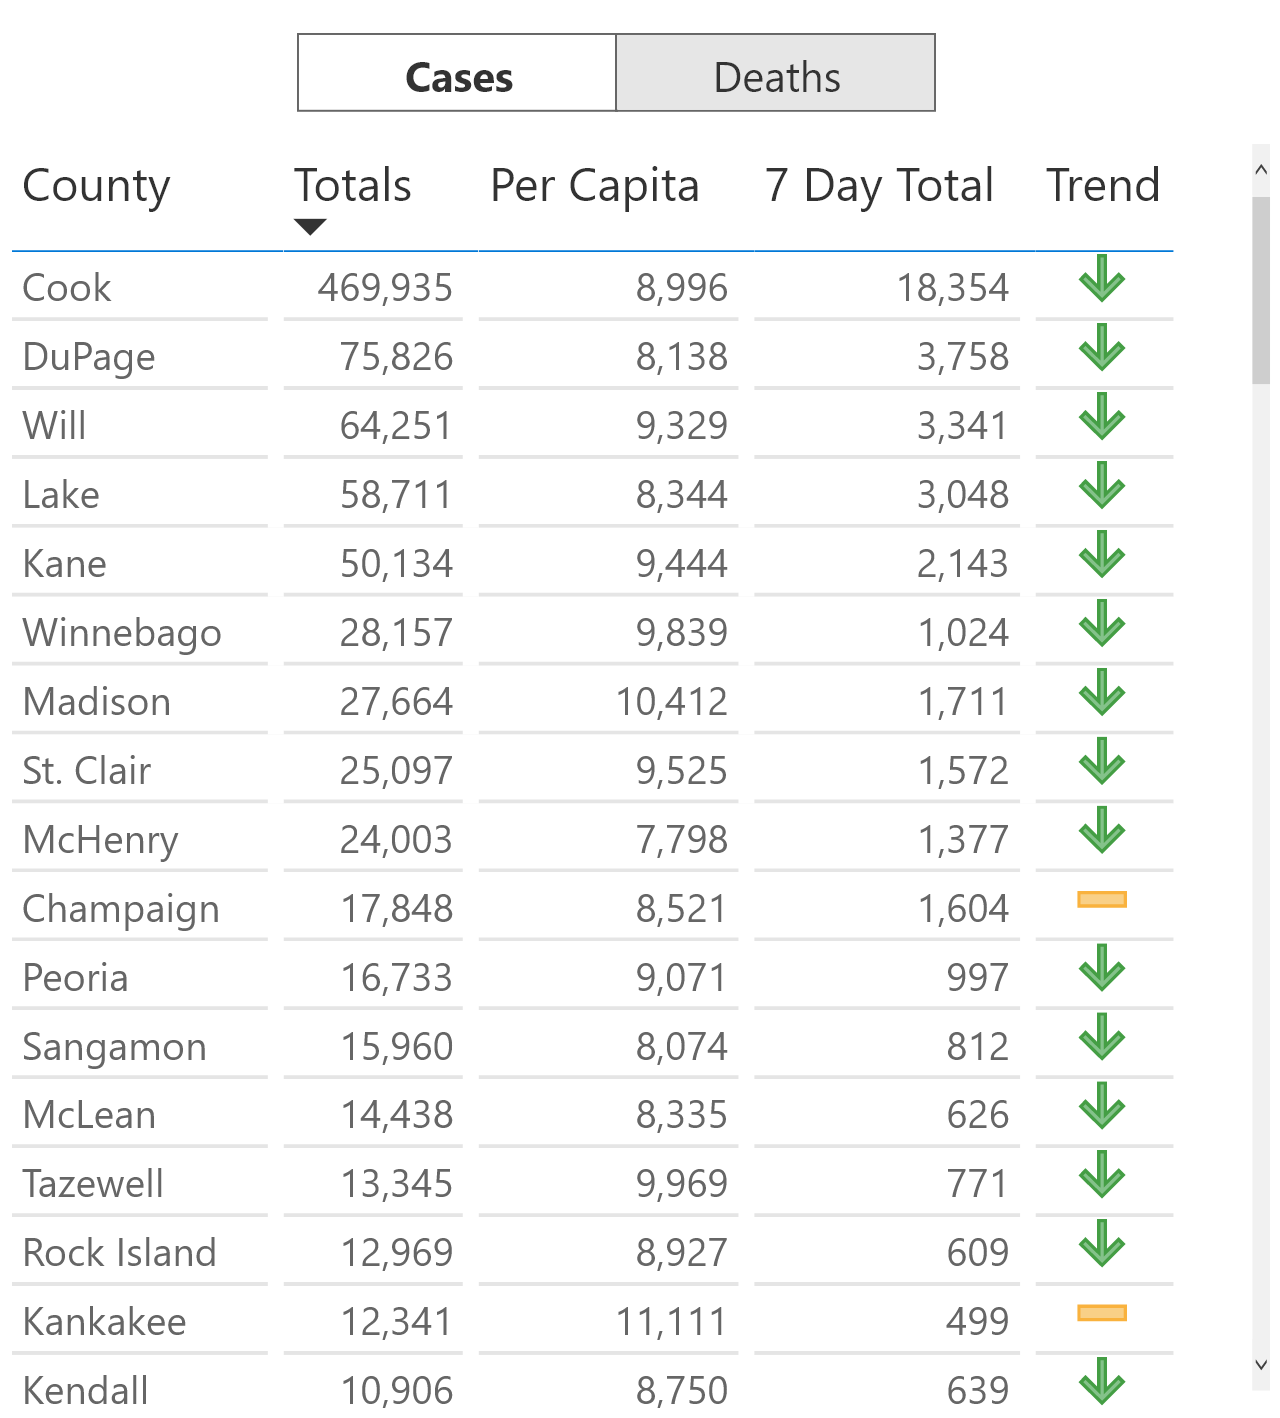 Cases Deaths
County Totals Per Capita 7 Day Total Trend
Cook 469,935 8,996 18,354
DuPage 75,826 8,138 3,758
Will 64,251 9,329 3,341
Lake 58,711 8,344 3,048
Kane 50,134 9,444 2,143
Winnebago 28,157 9,839 1,024
Madison 27,664 10,412 1,711
St. Clair 25,097 9,525 1,572
McHenry 24,003 7,798 1,377
Champaign 17,848 8,521 1,604
Peoria 16,733 9,071 997
Sangamon 15,960 8,074 812
McLean 14,438 8,335 626
Tazewell 13,345 9,969 771
Rock Island 12,969 8,927 609
Kankakee 12,341 11,111 499
Kendall 10,906 8,750 639